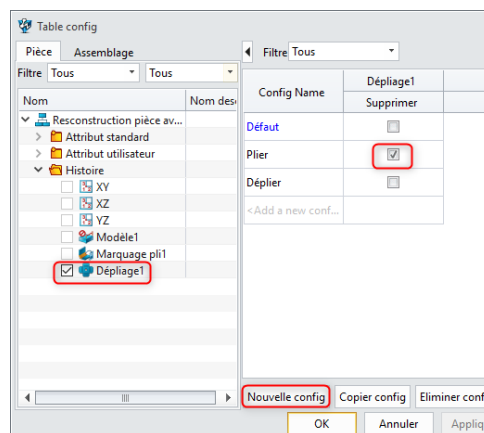 Table config
Pièce Assemblage
Filtre Tous Tous
Nom Nom des
Resconstruction pièce av...
Attribut standard
Attribut utilisateur
Histoire
XY
XZ
YZ
Modèle1
Marquage pli1
Dépliage1
Filtre Tous
Config Name Dépliage1
Supprimer
Défaut
Plier
Déplier
<Add a new conf...
Nouvelle config Copier config Eliminer conf
OK Annuler Appliq